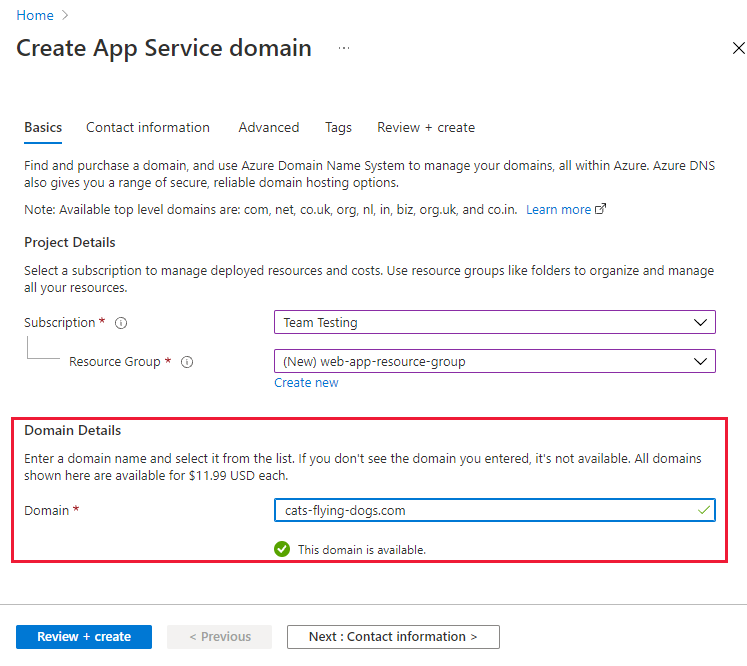 Home >
Create App Service domain ...
Basics Contact information Advanced Tags Review + create
Find and purchase a domain, and use Azure Domain Name System to manage your domains, all within Azure. Azure DNS
also gives you a range of secure, reliable domain hosting options.
Note: Available top level domains are: com, net, co.uk, org, nl, in, biz, org.uk, and co.in. Learn more
Project Details
Select a subscription to manage deployed resources and costs. Use resource groups like folders to organize and manage
all your resources.
Subscription * Team Testing
Resource Group * (New) web-app-resource-group
Create new
Domain Details
Enter a domain name and select it from the list. If you don't see the domain you entered, it's not available. All domains
shown here are available for $11.99 USD each.
Domain * cats-flying-dogs.com
This domain is available.
Review + create < Previous Next : Contact information >